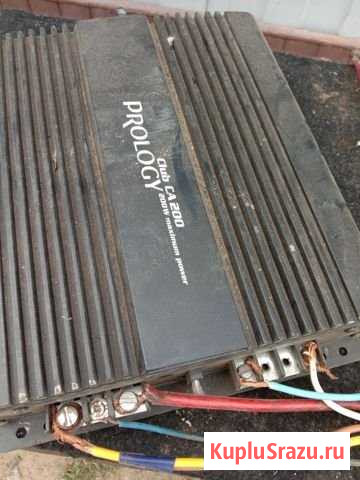 PROLOGY
Club CA 200
200W maximum power
KupluSrazu.ru